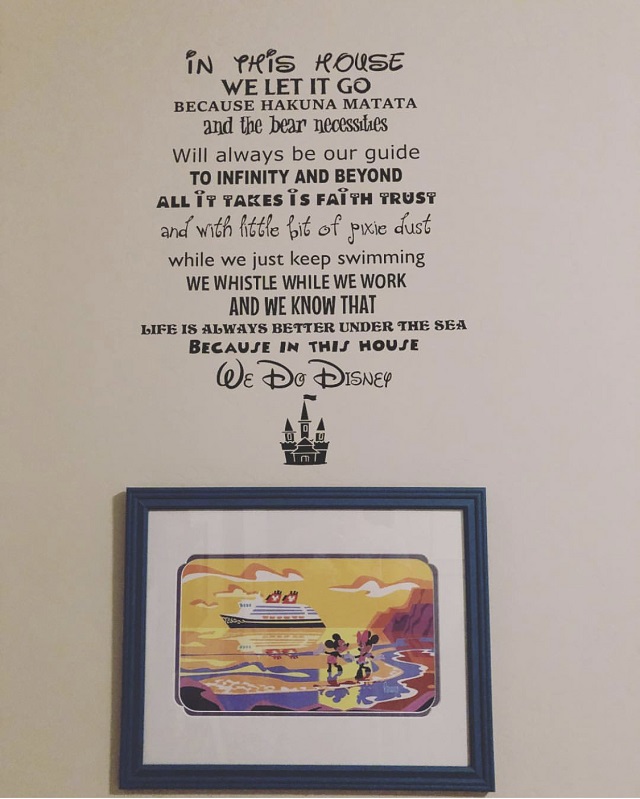 iN THiS HOUSE
WE LET IT GO
BECAUSE HAKUNA MATATA
and the bear necessities
Will always be our guide
TO INFINITY AND BEYOND
ALL iT TAKES iS FAiTH TRUST
and with little bit of pixie dust
while we just keep swimming
WE WHISTLE WHILE WE WORK
AND WE KNOW THAT
LIFE IS ALWAYS BETTER UNDER THE SEA
BECAUSE IN THIS HOUSE
WE DO DISNEY